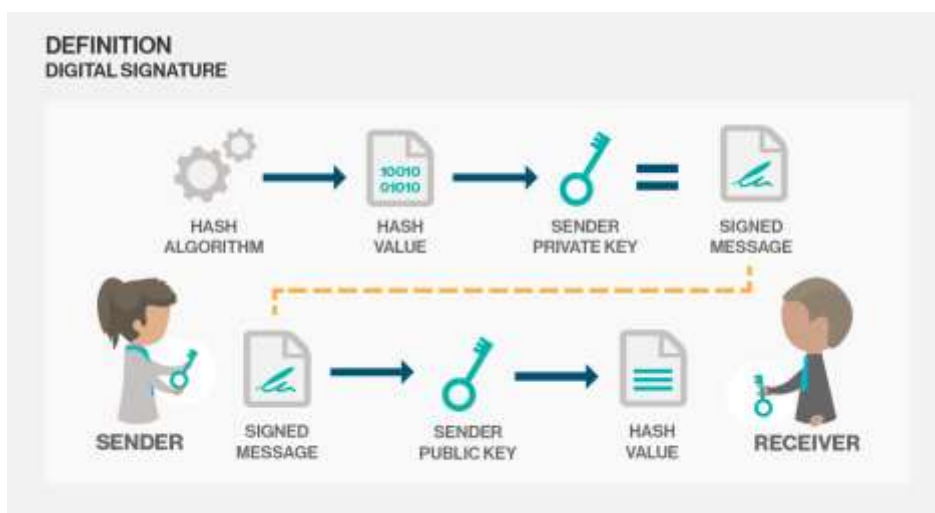 DEFINITION
DIGITAL SIGNATURE
10010
01010
HASH
ALGORITHM
HASH
VALUE
SENDER
PRIVATE KEY
SIGNED
MESSAGE
SENDER
SIGNED
MESSAGE
SENDER
PUBLIC KEY
HASH
VALUE
RECEIVER